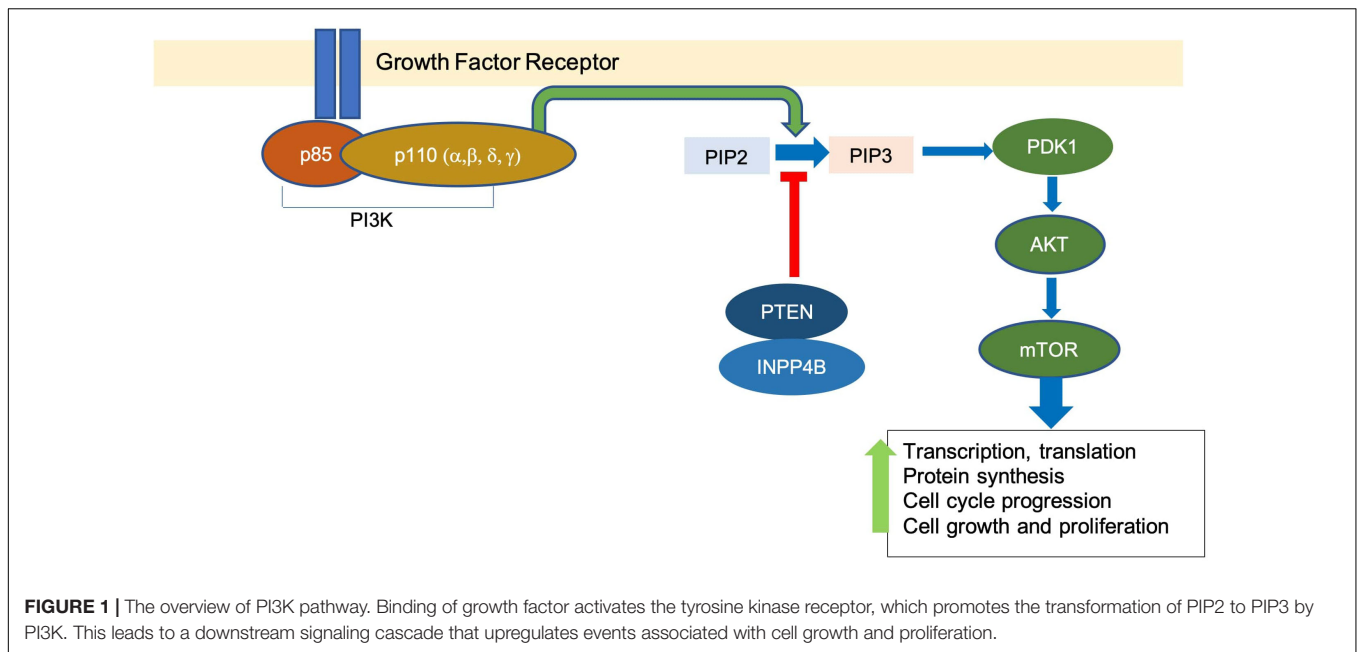 Growth Factor Receptor
p85
p110 (α,β, δ, γ)
PI3K
PIP2
PIP3
PDK1
AKT
mTOR
PTEN
INPP4B
Transcription, translation
Protein synthesis
Cell cycle progression
Cell growth and proliferation
FIGURE 1 | The overview of PI3K pathway. Binding of growth factor activates the tyrosine kinase receptor, which promotes the transformation of PIP2 to PIP3 by
PI3K. This leads to a downstream signaling cascade that upregulates events associated with cell growth and proliferation.